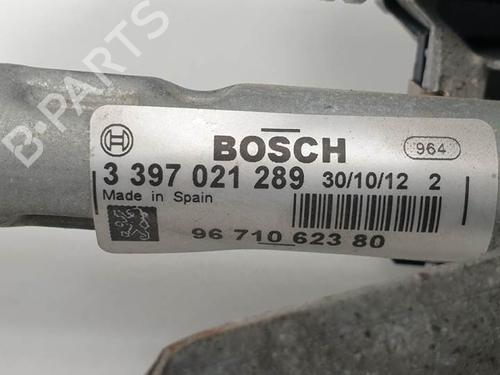 B-PARTS
BOSCH
964
3 397 021 289 30/10/12 2
Made in Spain
96 710 623 80